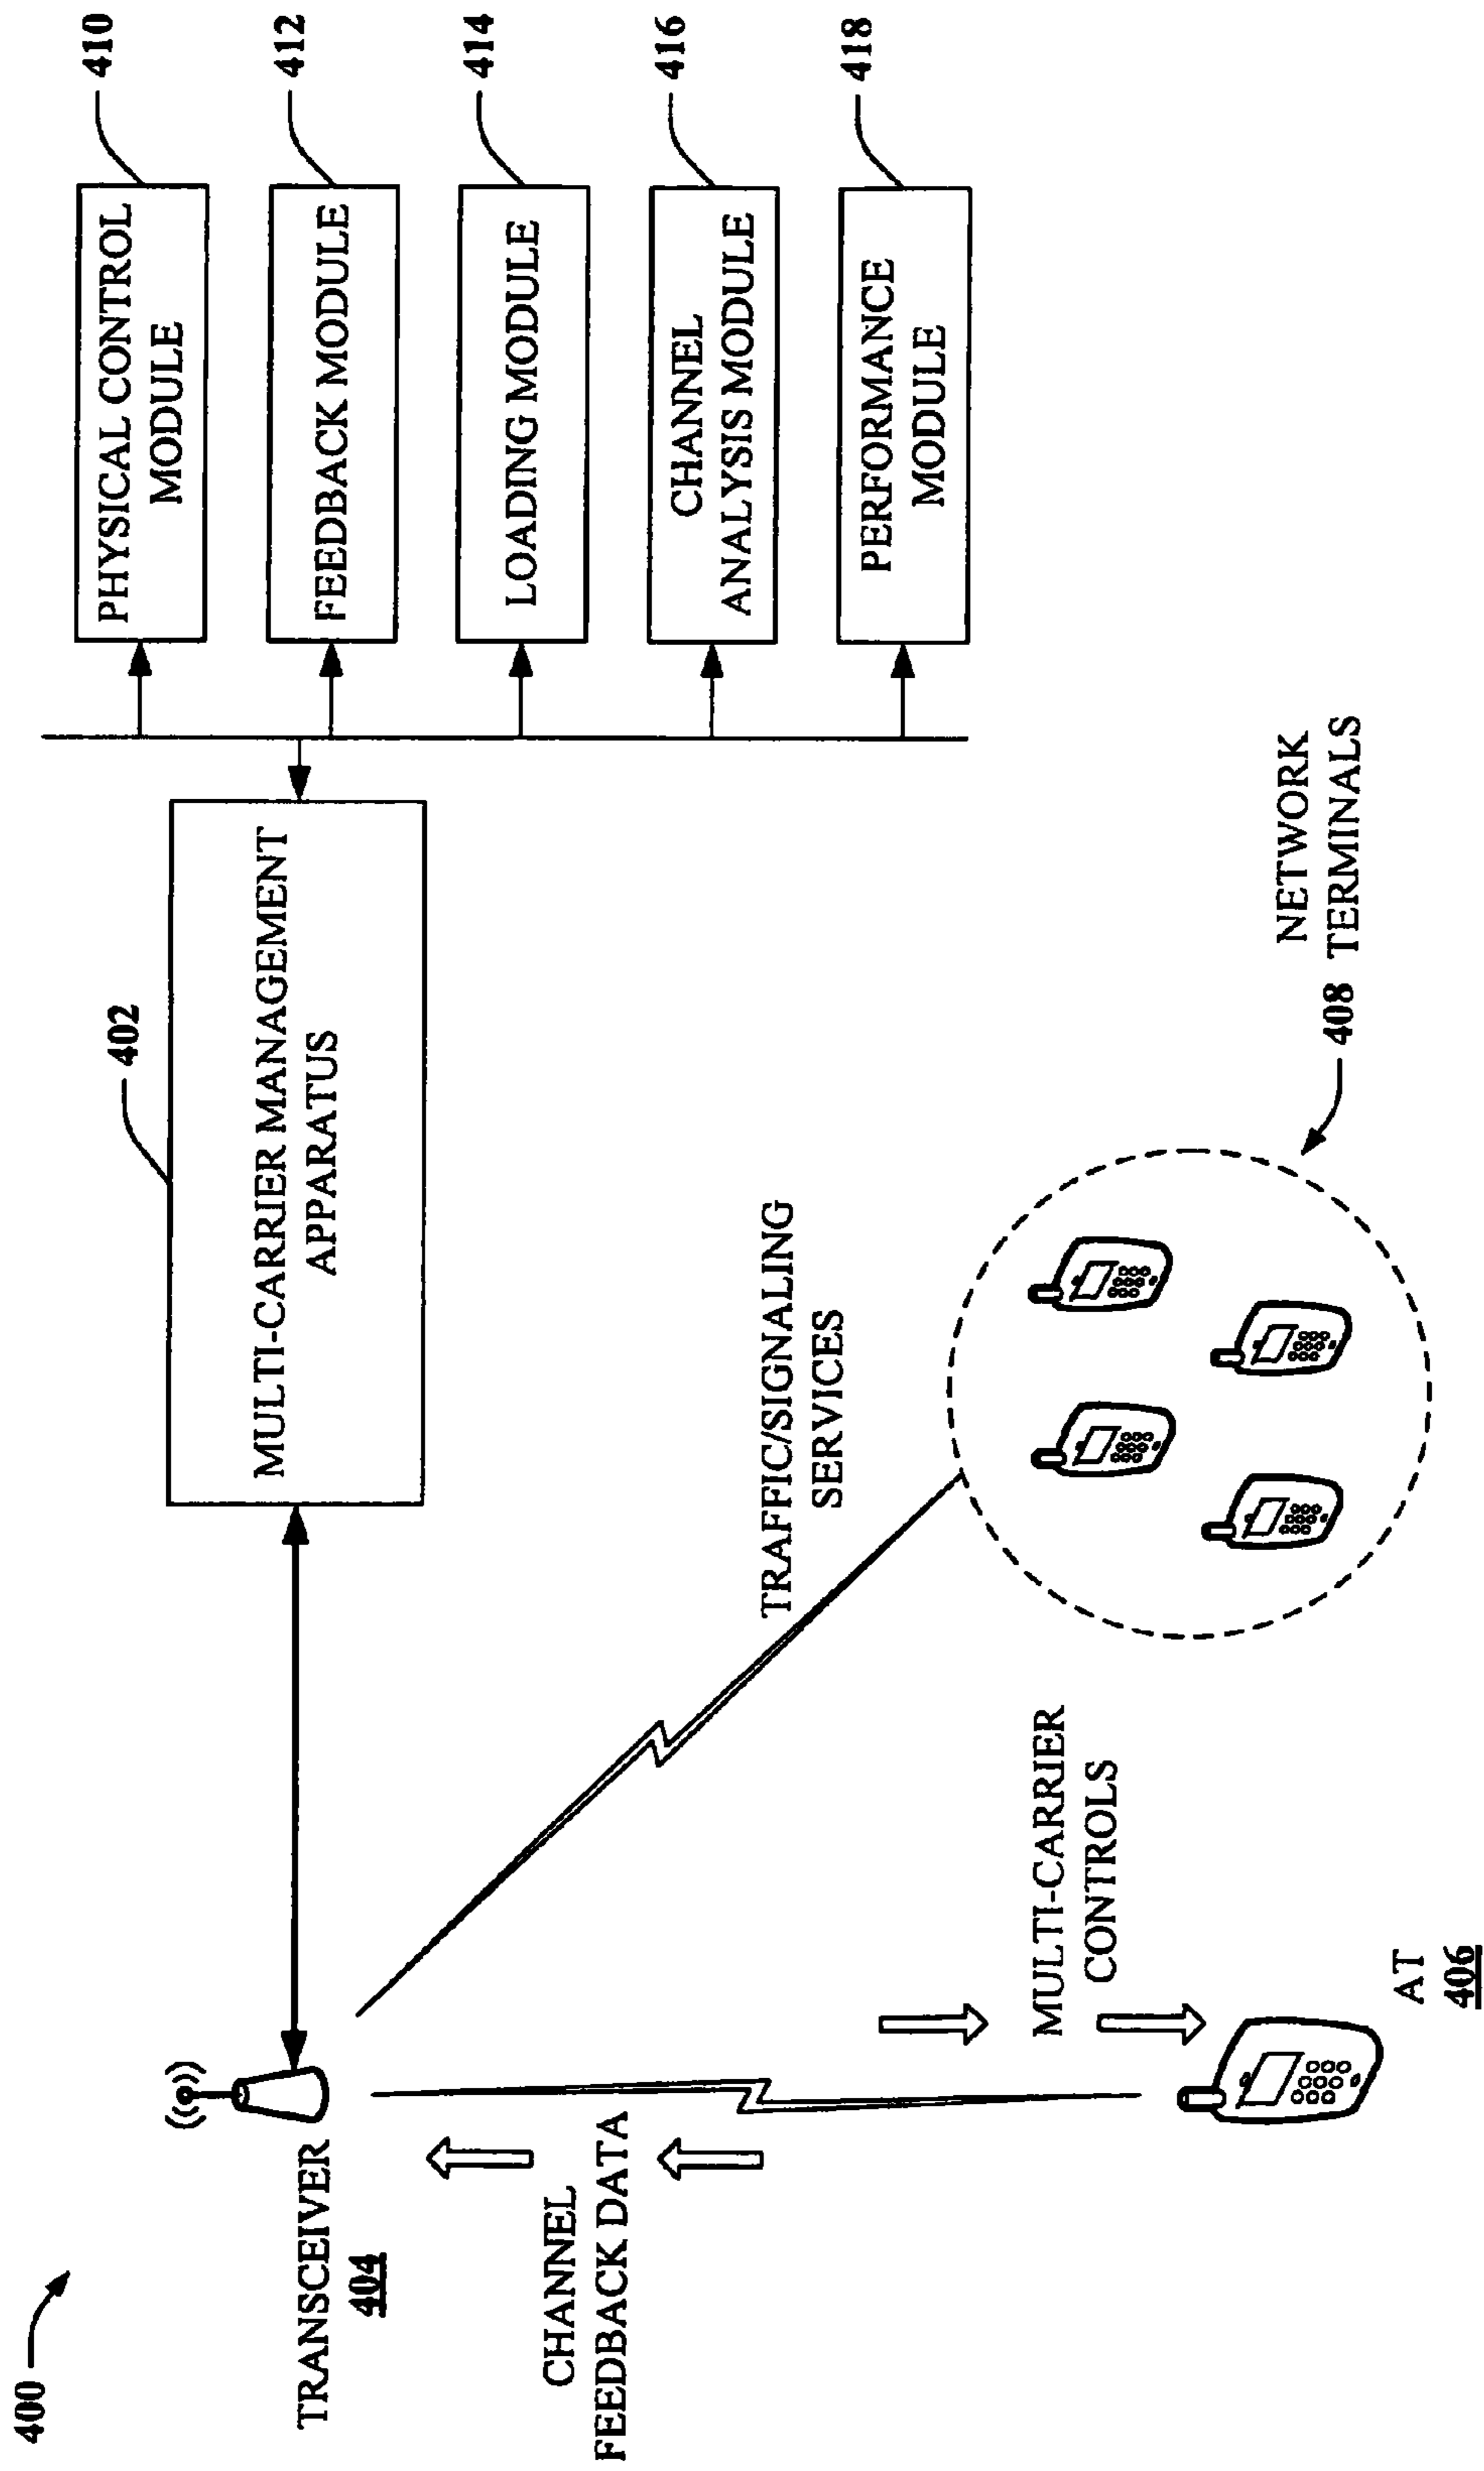 400
TRANSCEIVER
404
402
MULTI-CARRIER MANAGEMENT
APPARATUS
PHYSICAL CONTROL
MODULE
410
FEEDBACK MODULE
412
LOADING MODULE
414
CHANNEL
ANALYSIS MODULE
416
PERFORMANCE
MODULE
418
CHANNEL
FEEDBACK DATA
MULTI-CARRIER
CONTROLS
TRAFFIC/SIGNALING
SERVICES
AT
406
NETWORK
408 TERMINALS